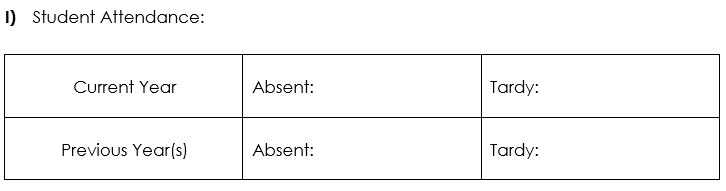 I) Student Attendance:
Current Year Absent: Tardy:
Previous Year(s) Absent: Tardy: